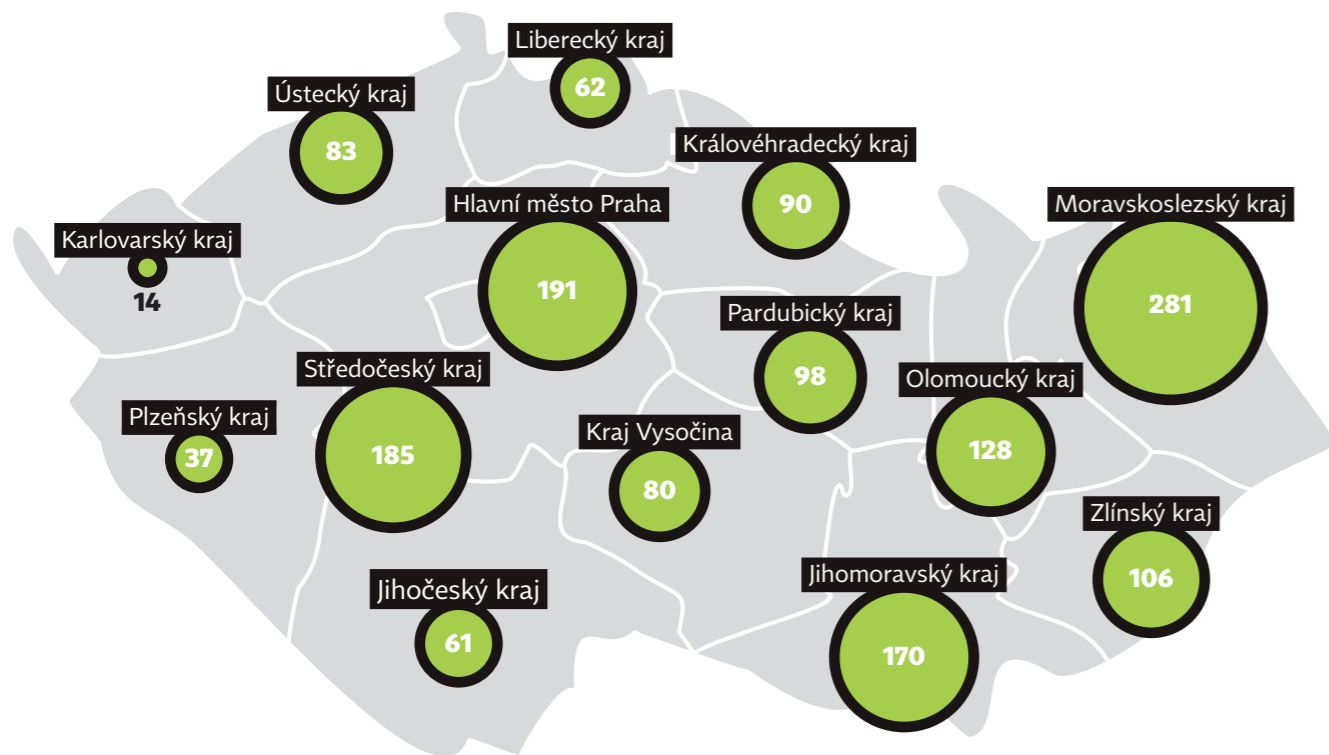 Liberecký kraj
62
Ústecký kraj
83
Královéhradecký kraj
90
Hlavní město Praha
191
Moravskoslezský kraj
281
Karlovarský kraj
14
Pardubický kraj
98
Středočeský kraj
185
Olomoucký kraj
128
Plzeňský kraj
37
Kraj Vysočina
80
Zlínský kraj
106
Jihomoravský kraj
170
Jihočeský kraj
61